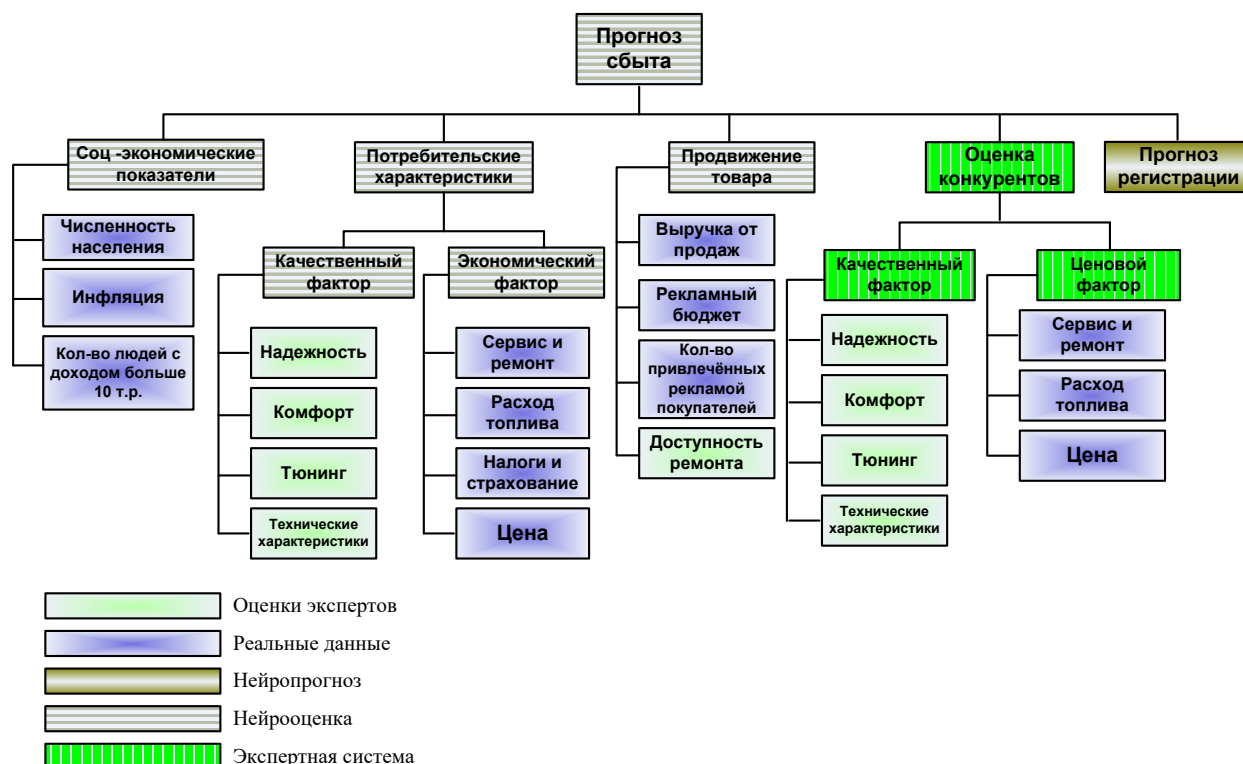 Прогноз
сбыта
Соц -экономические
показатели
Потребительские
характеристики
Продвижение
товара
Оценка
конкурентов
Прогноз
регистрации
Численность
населения
Инфляция
Кол-во людей с
доходом больше
10 т.р.
Качественный
фактор
Надежность
Комфорт
Тюнинг
Технические
характеристики
Экономический
фактор
Сервис и
ремонт
Расход
топлива
Налоги и
страхование
Цена
Выручка от
продаж
Рекламный
бюджет
Кол-во
привлечённых
рекламой
покупателей
Доступность
ремонта
Качественный
фактор
Надежность
Комфорт
Тюнинг
Технические
характеристики
Ценовой
фактор
Сервис и
ремонт
Расход
топлива
Цена
Оценки экспертов
Реальные данные
Нейропрогноз
Нейрооценка
Экспертная система